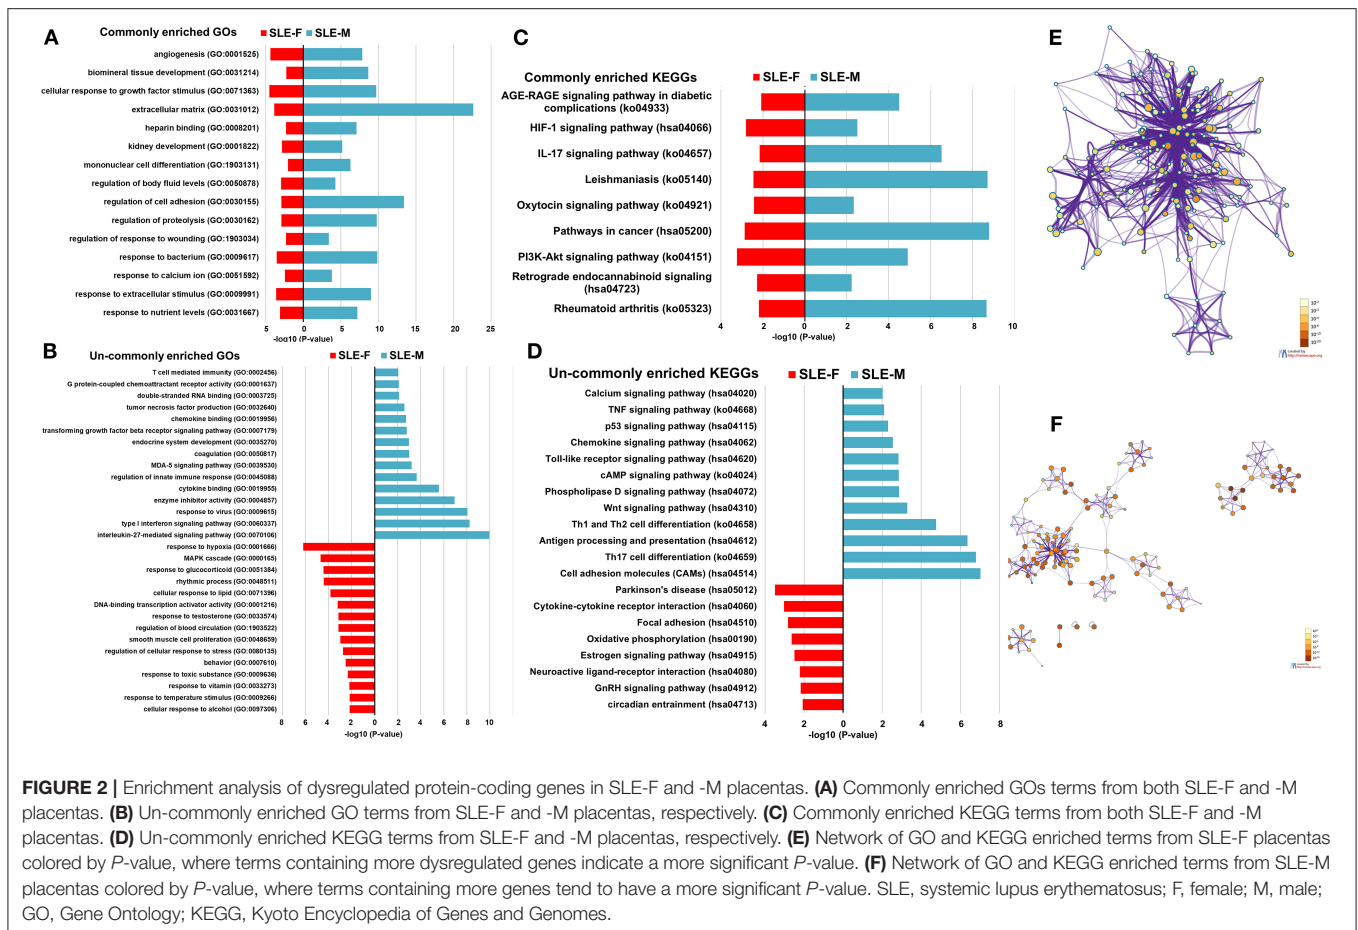 A
Commonly enriched GOs
SLE-F SLE-M
angiogenesis (GO:0001525)
biomineral tissue development (GO:0031214)
cellular response to growth factor stimulus (GO:0071363)
extracellular matrix (GO:0031012)
heparin binding (GO:0008201)
kidney development (GO:0001822)
mononuclear cell differentiation (GO:1903131)
regulation of body fluid levels (GO:0050878)
regulation of cell adhesion (GO:0030155)
regulation of proteolysis (GO:0030162)
regulation of response to wounding (GO:1903034)
response to bacterium (GO:0009617)
response to calcium ion (GO:0051592)
response to extracellular stimulus (GO:0009991)
response to nutrient levels (GO:0031667)
5 0 5 10 15 20 25
-log10 (P-value)
B
Un-commonly enriched GOs
SLE-F SLE-M
T cell mediated immunity (GO:0002456)
G protein-coupled chemoattractant receptor activity (GO:0001637)
double-stranded RNA binding (GO:0003725)
tumor necrosis factor production (GO:0032640)
chemokine binding (GO:0019956)
transforming growth factor beta receptor signaling pathway (GO:0007179)
endocrine system development (GO:0035270)
coagulation (GO:0050817)
MDA-5 signaling pathway (GO:0039530)
regulation of innate immune response (GO:0045088)
cytokine binding (GO:0019955)
enzyme inhibitor activity (GO:0004857)
response to virus (GO:0009615)
type I interferon signaling pathway (GO:0060337)
interleukin-27-mediated signaling pathway (GO:0070106)
response to hypoxia (GO:0001666)
MAPK cascade (GO:0000165)
response to glucocorticoid (GO:0051384)
rhythmic process (GO:0048511)
cellular response to lipid (GO:0071396)
DNA-binding transcription activator activity (GO:0001216)
response to testosterone (GO:0033574)
regulation of blood circulation (GO:1903522)
smooth muscle cell proliferation (GO:0048659)
regulation of cellular response to stress (GO:0080135)
behavior (GO:0007610)
response to toxic substance (GO:0009636)
response to vitamin (GO:0033273)
response to temperature stimulus (GO:0009266)
cellular response to alcohol (GO:0097306)
8 6 4 2 0 2 4 6 8 10
-log10 (P-value)
C
Commonly enriched KEGGs
SLE-F SLE-M
AGE-RAGE signaling pathway in diabetic
complications (ko04933)
HIF-1 signaling pathway (hsa04066)
IL-17 signaling pathway (ko04657)
Leishmaniasis (ko05140)
Oxytocin signaling pathway (ko04921)
Pathways in cancer (hsa05200)
PI3K-Akt signaling pathway (ko04151)
Retrograde endocannabinoid signaling
(hsa04723)
Rheumatoid arthritis (ko05323)
4 2 0 2 4 6 8 10
-log10 (P-value)
D
Un-commonly enriched KEGGs
SLE-F SLE-M
Calcium signaling pathway (hsa04020)
TNF signaling pathway (ko04668)
p53 signaling pathway (hsa04115)
Chemokine signaling pathway (hsa04062)
Toll-like receptor signaling pathway (hsa04620)
cAMP signaling pathway (ko04024)
Phospholipase D signaling pathway (hsa04072)
Wnt signaling pathway (hsa04310)
Th1 and Th2 cell differentiation (ko04658)
Antigen processing and presentation (hsa04612)
Th17 cell differentiation (ko04659)
Cell adhesion molecules (CAMs) (hsa04514)
Parkinson's disease (hsa05012)
Cytokine-cytokine receptor interaction (hsa04060)
Focal adhesion (hsa04510)
Oxidative phosphorylation (hsa00190)
Estrogen signaling pathway (hsa04915)
Neuroactive ligand-receptor interaction (hsa04080)
GnRH signaling pathway (hsa04912)
circadian entrainment (hsa04713)
4 2 0 2 4 6 8
-log10 (P-value)
E
created by
http://metascape.org
F
FIGURE 2 | Enrichment analysis of dysregulated protein-coding genes in SLE-F and -M placentas. (A) Commonly enriched GOs terms from both SLE-F and -M
placentas. (B) Un-commonly enriched GO terms from SLE-F and -M placentas, respectively. (C) Commonly enriched KEGG terms from both SLE-F and -M
placentas. (D) Un-commonly enriched KEGG terms from SLE-F and -M placentas, respectively. (E) Network of GO and KEGG enriched terms from SLE-F placentas
colored by P-value, where terms containing more dysregulated genes indicate a more significant P-value. (F) Network of GO and KEGG enriched terms from SLE-M
placentas colored by P-value, where terms containing more genes tend to have a more significant P-value. SLE, systemic lupus erythematosus; F, female; M, male;
GO, Gene Ontology; KEGG, Kyoto Encyclopedia of Genes and Genomes.